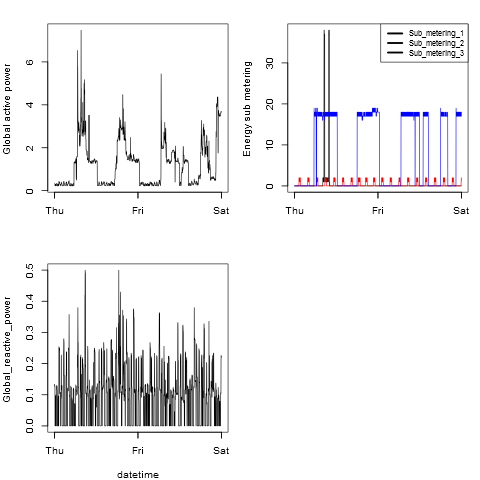 Global active power
0 2 4 6
Thu Fri Sat
Energy sub metering
0 10 20 30
Sub_metering_1
Sub_metering_2
Sub_metering_3
Thu Fri Sat
Global_reactive_power
0.0 0.1 0.2 0.3 0.4 0.5
Thu Fri Sat
datetime